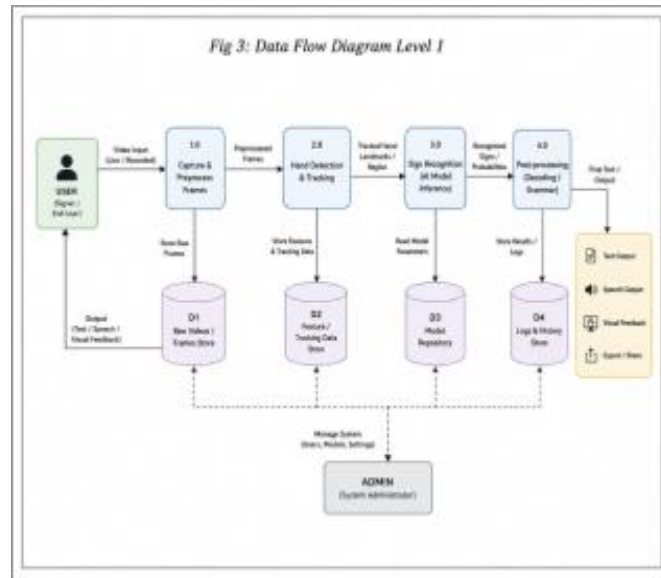 Fig 3: Data Flow Diagram Level 1
USER
(Signer /
End User)
Video Input
(Live / Recorded)
1.0
Capture &
Preprocess
Frames
Preprocessed
Frames
2.0
Hand Detection
& Tracking
Tracked Hand
Landmarks /
Region
3.0
Sign Recognition
(AI Model
Inference)
Recognized
Signs /
Probabilities
4.0
Post-processing
(Decoding /
Grammar)
Final Text /
Output
Store Raw
Frames
Store Features
& Tracking Data
Read Model
Parameters
Store Results /
Logs
Output
(Text / Speech /
Visual Feedback)
D1
Raw Videos /
Frames Store
D2
Feature /
Tracking Data
Store
D3
Model
Repository
D4
Logs & History
Store
Text Output
Speech Output
Visual Feedback
Export / Share
Manage System
(Users, Models, Settings)
ADMIN
(System Administrator)